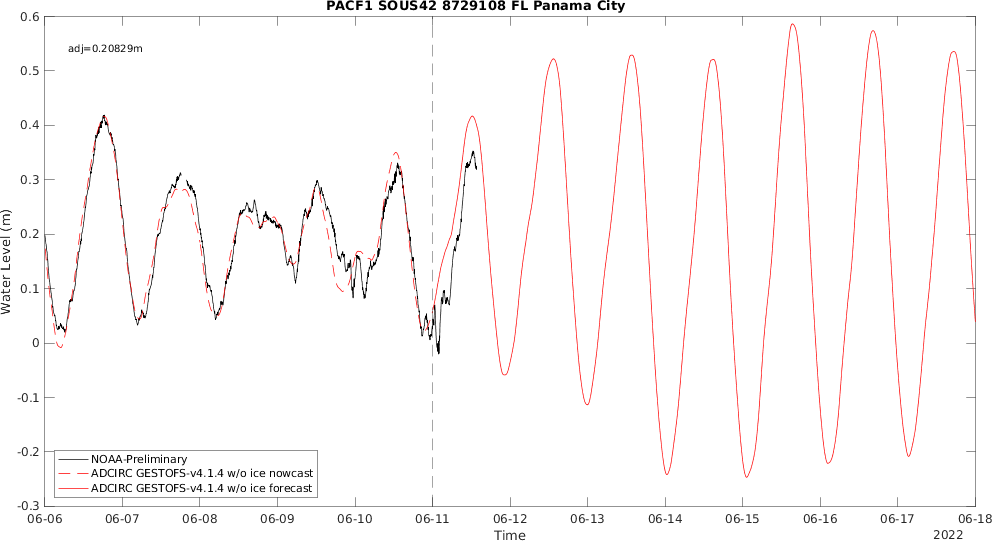 PACF1 SOUS42 8729108 FL Panama City
adj=0.20829m
0.6
0.5
0.4
0.3
0.2
0.1
0
-0.1
-0.2
-0.3
Water Level (m)
NOAA-Preliminary
ADCIRC GESTOFS-v4.1.4 w/o ice nowcast
ADCIRC GESTOFS-v4.1.4 w/o ice forecast
06-06 06-07 06-08 06-09 06-10 06-11 06-12 06-13 06-14 06-15 06-16 06-17 06-18
Time
2022